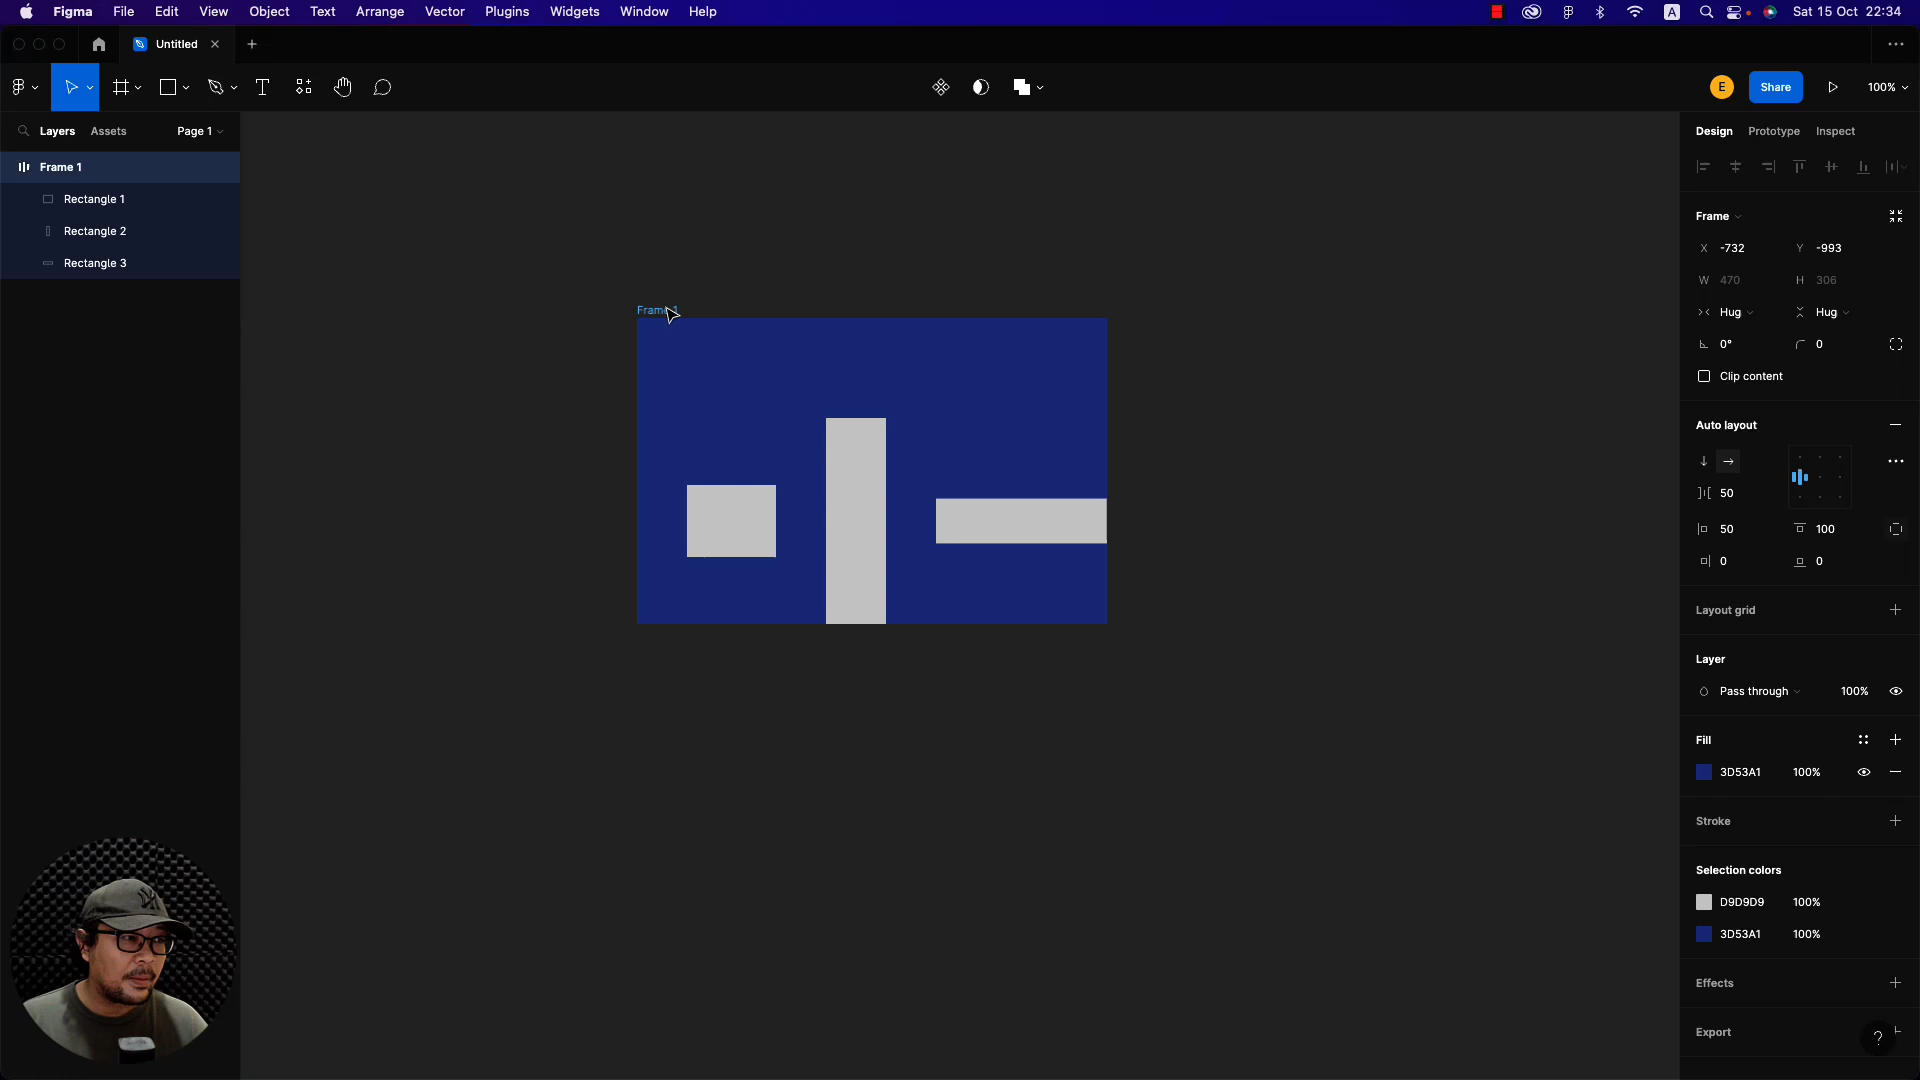 Figma File Edit View Object Text Arrange Vector Plugins Widgets Window Help A Sat 15 Oct 22:34
Untitled
E Share 100%
Layers Assets Page 1
Design Prototype Inspect
Frame 1
Rectangle 1
Rectangle 2
Rectangle 3
Frame 1
Frame
X -732 Y -993
W 470 H 306
Hug Hug
0° 0
Clip content
Auto layout
50
50 100
0 0
Layout grid
Layer
Pass through 100%
Fill
3D53A1 100%
Stroke
Selection colors
D9D9D9 100%
3D53A1 100%
Effects
Export
?